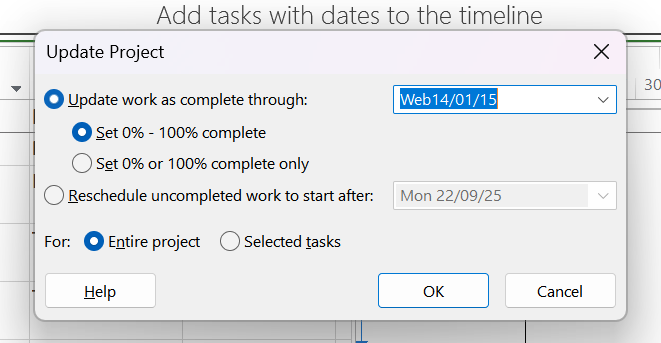 Add tasks with dates to the timeline
Update Project
30
Update work as complete through: Web14/01/15
Set 0% - 100% complete
Set 0% or 100% complete only
Reschedule uncompleted work to start after: Mon 22/09/25
For: Entire project Selected tasks
Help OK Cancel